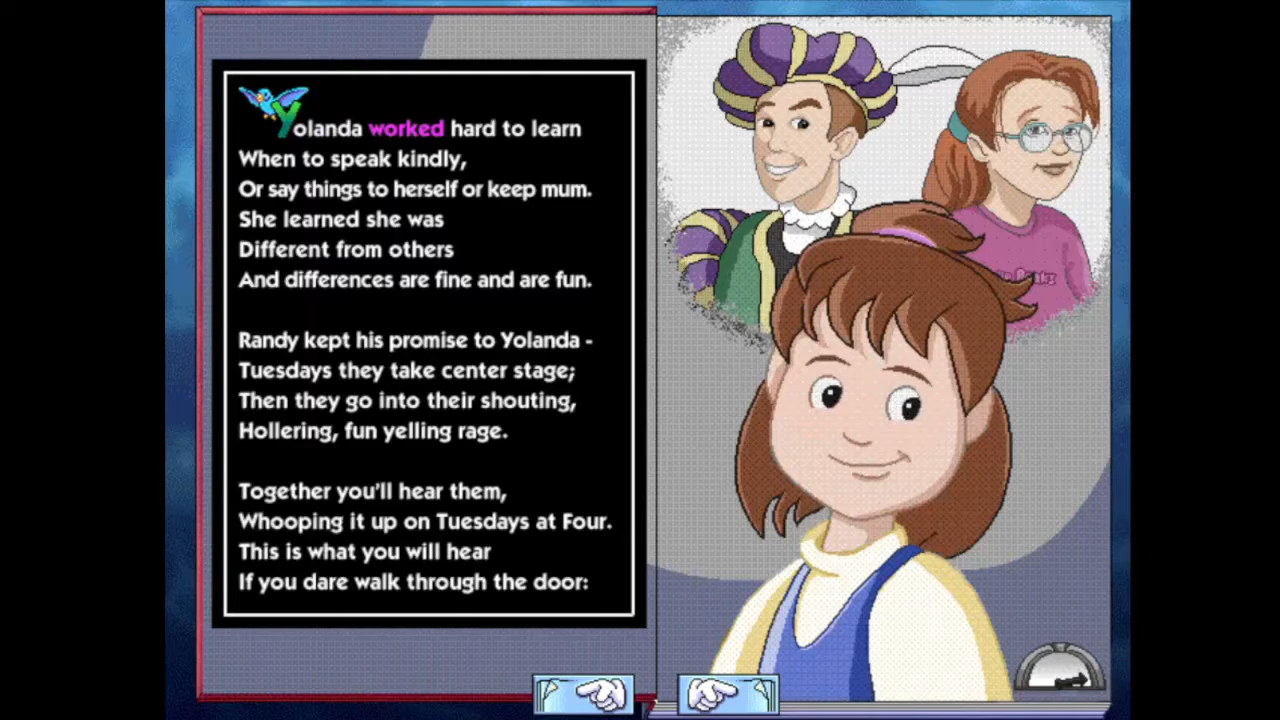 Yolanda worked hard to learn
When to speak kindly,
Or say things to herself or keep mum.
She learned she was
Different from others
And differences are fine and are fun.
Randy kept his promise to Yolanda -
Tuesdays they take center stage;
Then they go into their shouting,
Hollering, fun yelling rage.
Together you'll hear them,
Whooping it up on Tuesdays at Four.
This is what you will hear
If you dare walk through the door: